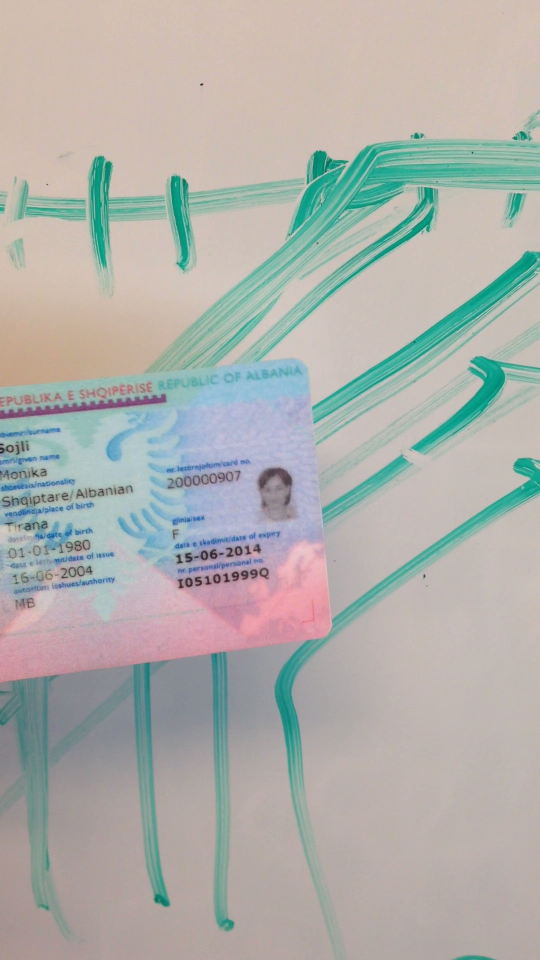 EPUBLIKA E SHQIPËRISË REPUBLIC OF ALBANIA
mbiemri/surname
Sojli
emri/given name
Monika
shtetësia/nationality
Shqiptare/Albanian
vendlindja/place of birth
Tirana
datëlindja/date of birth
01-01-1980
data e lëshimit/date of issue
16-06-2004
autoriteti lëshues/authority
MB
nr. letërnjoftimi/card no.
200000907
gjinia/sex
F
data e skadimit/date of expiry
15-06-2014
nr. personal/personal no.
I05101999Q